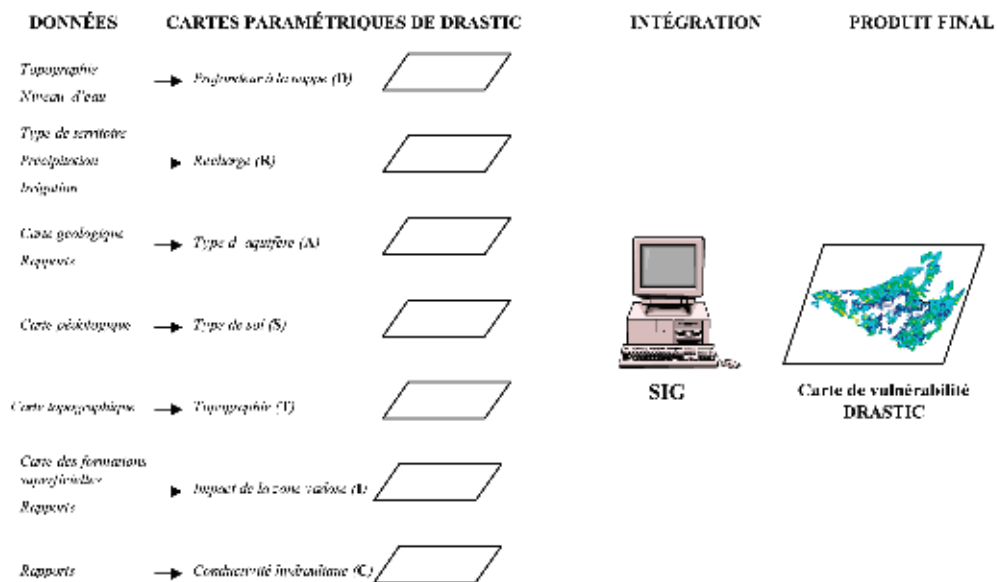 DONNÉES CARTES PARAMÉTRIQUES DE DRASTIC INTÉGRATION PRODUIT FINAL
Topographie
Niveau d'eau
Profondeur à la nappe (D)
Type de territoire
Précipitation
Irrigation
Recharge (R)
Carte géologique
Rapports
Type d aquifère (A)
Carte pédologique
Type de sol (S)
Carte topographique
Topographie (T)
Carte des formations
superficielles
Rapports
Impact de la zone vadose (I)
Rapports
Conductivité hydraulique (C)
SIG
Carte de vulnérabilité
DRASTIC